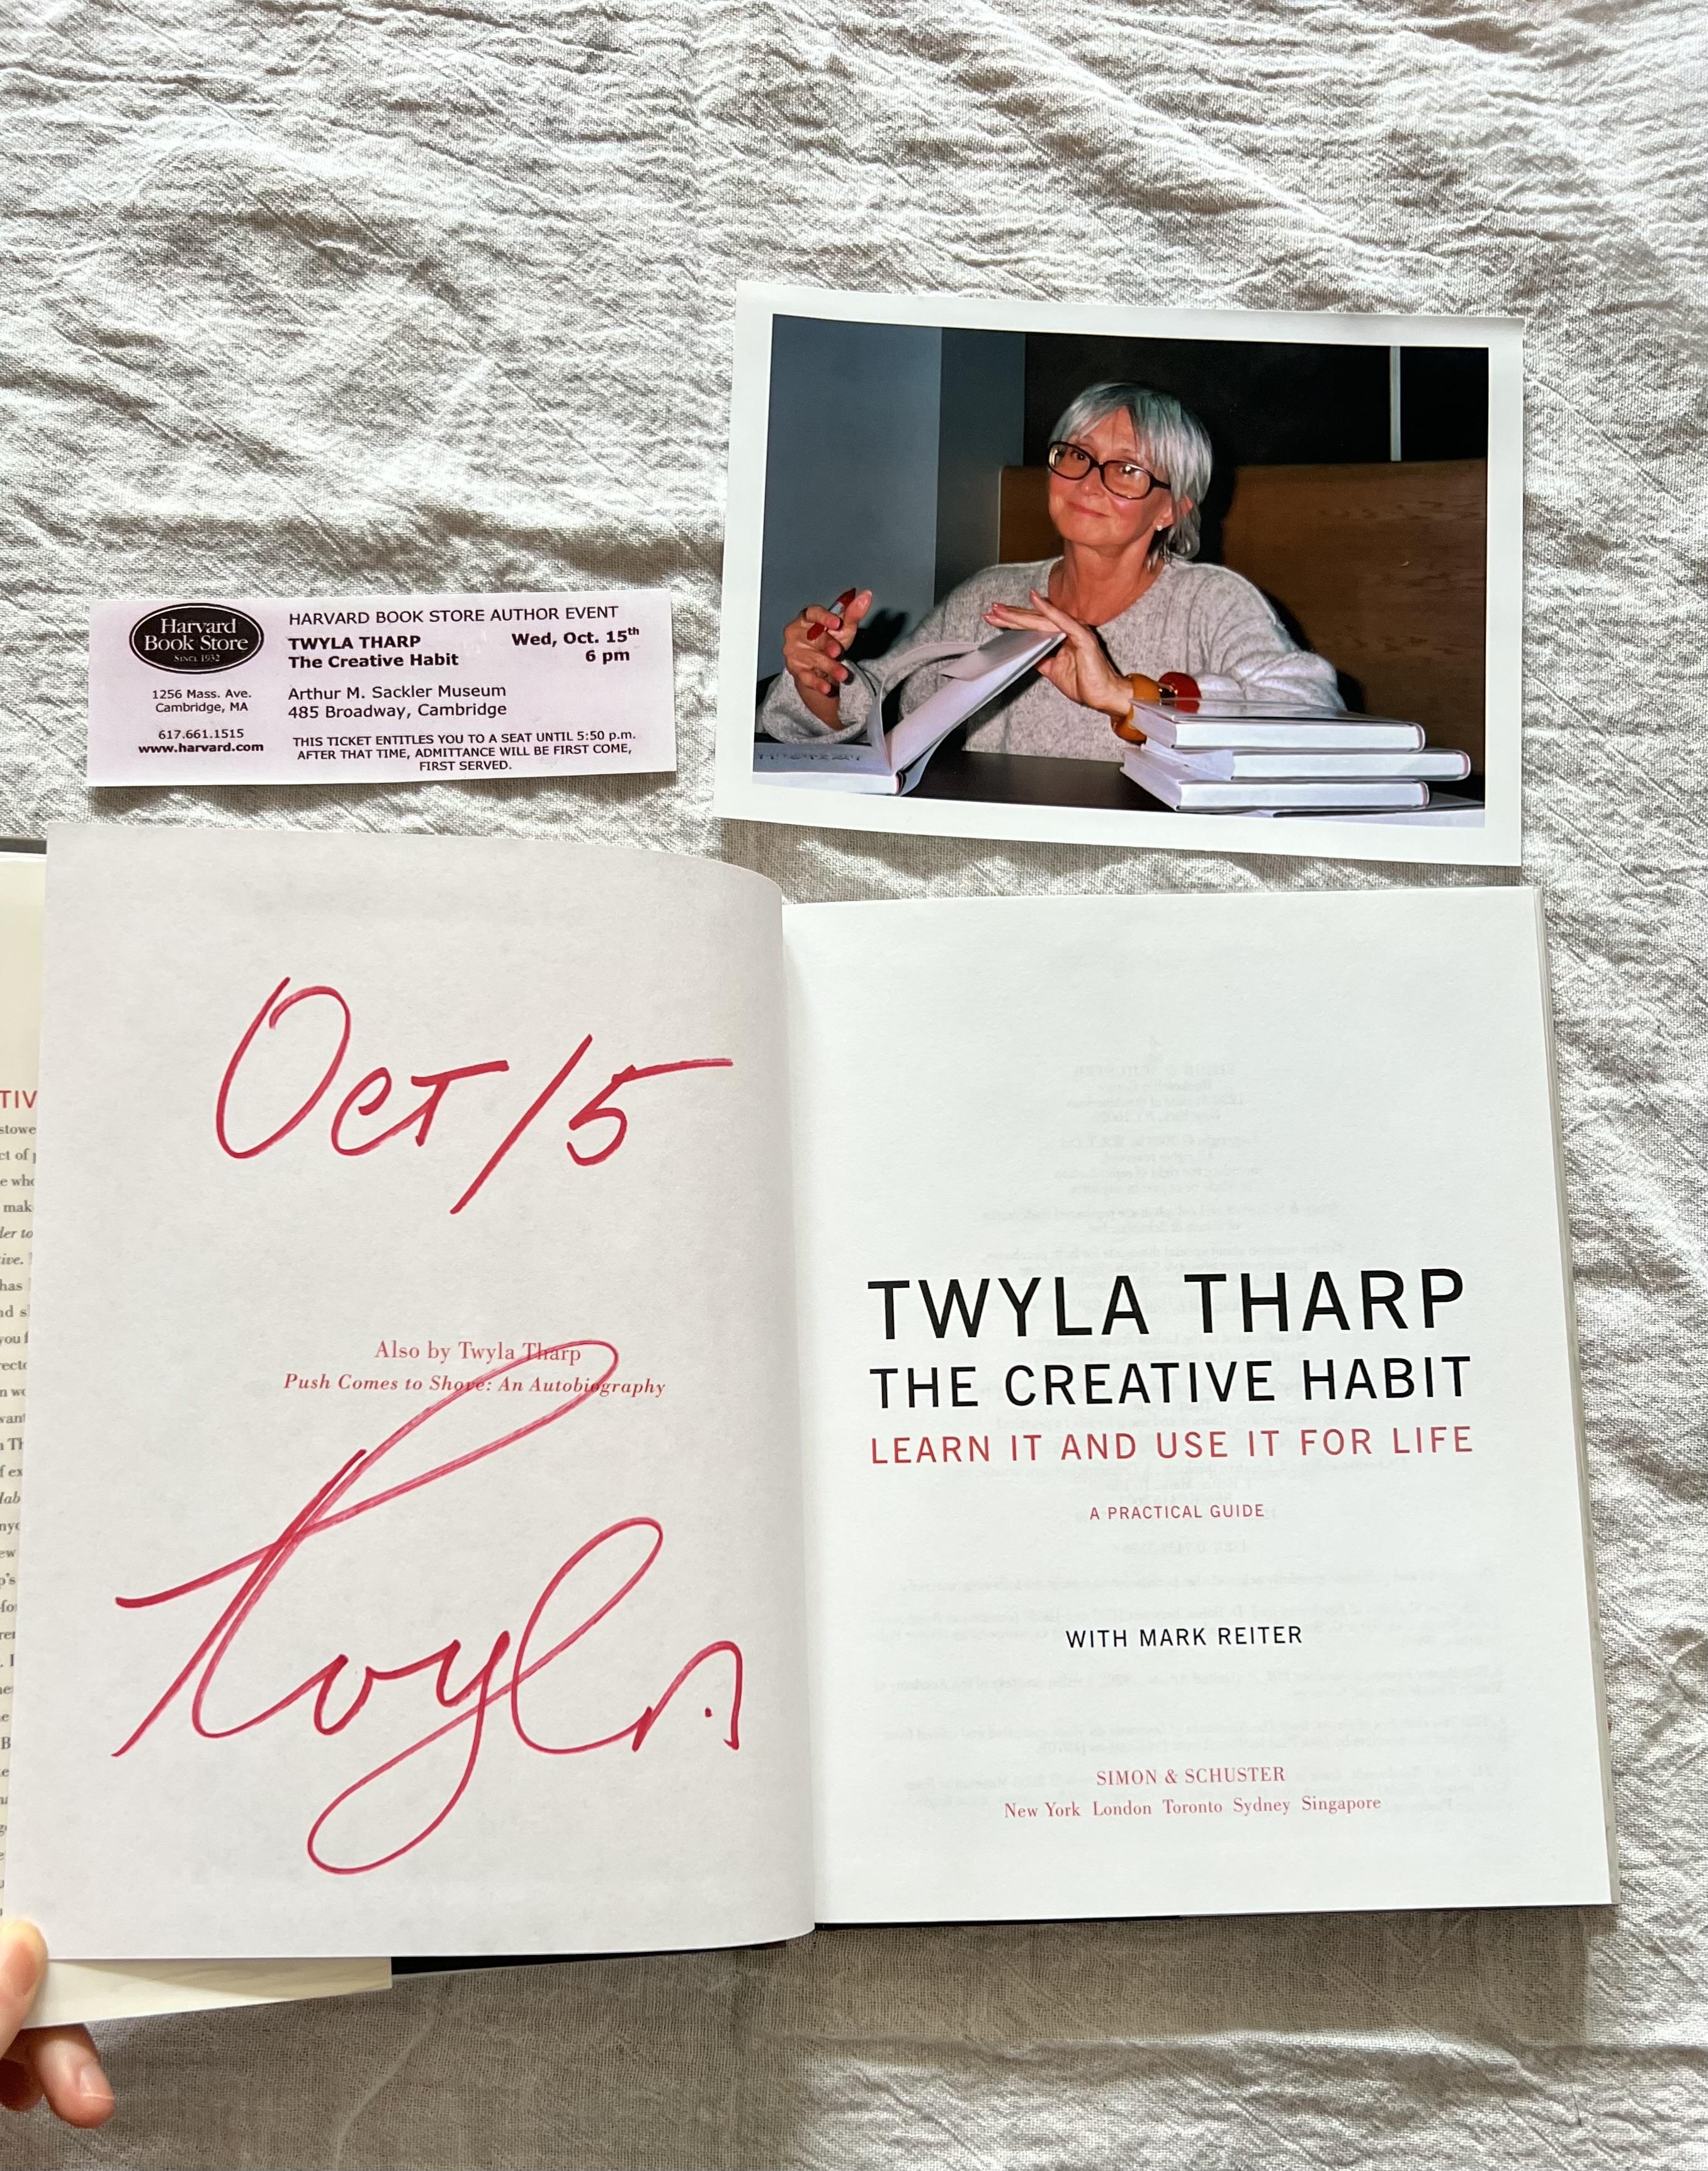 Harvard
Book Store
SINCE 1932
1256 Mass. Ave.
Cambridge, MA
617.661.1515
www.harvard.com
HARVARD BOOK STORE AUTHOR EVENT
TWYLA THARP
The Creative Habit
Wed, Oct. 15th
6 pm
Arthur M. Sackler Museum
485 Broadway, Cambridge
THIS TICKET ENTITLES YOU TO A SEAT UNTIL 5:50 p.m.
AFTER THAT TIME, ADMITTANCE WILL BE FIRST COME,
FIRST SERVED.
Oct 15
Also by Twyla Tharp
Push Comes to Shove: An Autobiography
Twyla
TWYLA THARP
THE CREATIVE HABIT
LEARN IT AND USE IT FOR LIFE
A PRACTICAL GUIDE
WITH MARK REITER
SIMON & SCHUSTER
New York London Toronto Sydney Singapore